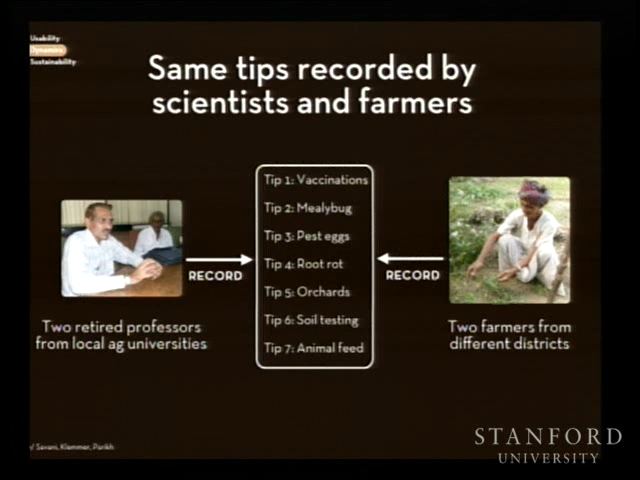 Usability
Dynamics
Sustainability
Same tips recorded by
scientists and farmers
Tip 1: Vaccinations
Tip 2: Mealybug
Tip 3: Pest eggs
Tip 4: Root rot
Tip 5: Orchards
Tip 6: Soil testing
Tip 7: Animal feed
RECORD
RECORD
Two retired professors
from local ag universities
Two farmers from
different districts
w/ Savani, Klemmer, Parikh
STANFORD
UNIVERSITY